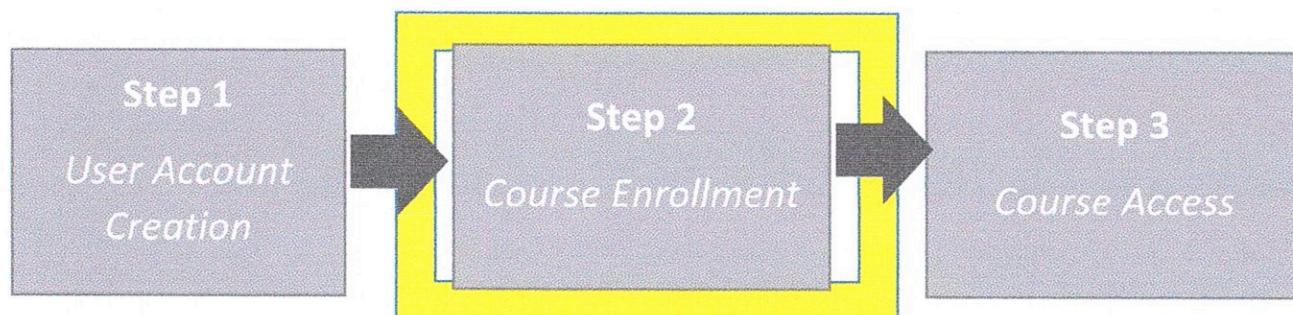 Step 1
User Account
Creation
Step 2
Course Enrollment
Step 3
Course Access